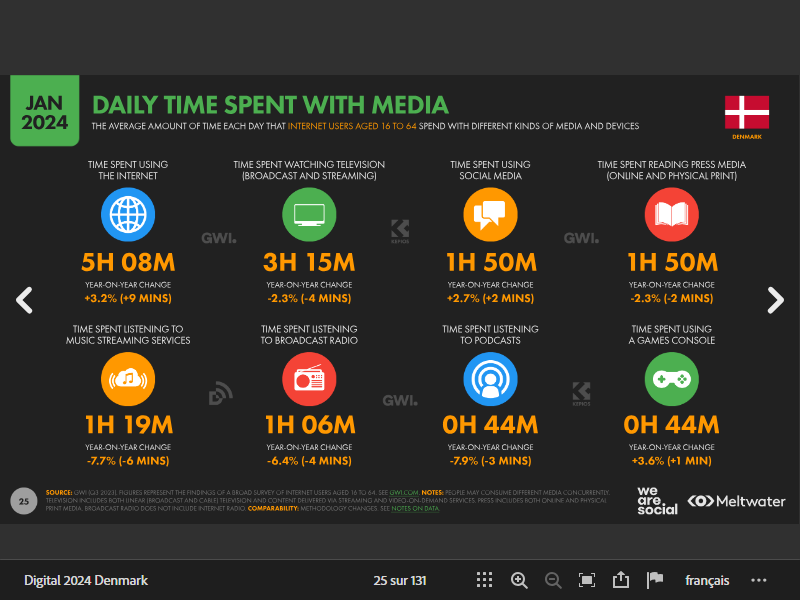 JAN
2024
DAILY TIME SPENT WITH MEDIA
THE AVERAGE AMOUNT OF TIME EACH DAY THAT INTERNET USERS AGED 16 TO 64 SPEND WITH DIFFERENT KINDS OF MEDIA AND DEVICES
DENMARK
TIME SPENT USING
THE INTERNET
5H 08M
YEAR-ON-YEAR CHANGE
+3.2% (+9 MINS)
TIME SPENT WATCHING TELEVISION
(BROADCAST AND STREAMING)
3H 15M
YEAR-ON-YEAR CHANGE
-2.3% (-4 MINS)
TIME SPENT USING
SOCIAL MEDIA
1H 50M
YEAR-ON-YEAR CHANGE
+2.7% (+2 MINS)
TIME SPENT READING PRESS MEDIA
(ONLINE AND PHYSICAL PRINT)
1H 50M
YEAR-ON-YEAR CHANGE
-2.3% (-2 MINS)
GWI.
KEPIOS
GWI.
TIME SPENT LISTENING TO
MUSIC STREAMING SERVICES
1H 19M
YEAR-ON-YEAR CHANGE
-7.7% (-6 MINS)
TIME SPENT LISTENING
TO BROADCAST RADIO
1H 06M
YEAR-ON-YEAR CHANGE
-6.4% (-4 MINS)
TIME SPENT LISTENING
TO PODCASTS
0H 44M
YEAR-ON-YEAR CHANGE
-7.9% (-3 MINS)
TIME SPENT USING
A GAMES CONSOLE
0H 44M
YEAR-ON-YEAR CHANGE
+3.6% (+1 MIN)
GWI.
KEPIOS
25
SOURCE: GWI (Q3 2023). FIGURES REPRESENT THE FINDINGS OF A BROAD SURVEY OF INTERNET USERS AGED 16 TO 64. SEE GWI.COM. NOTES: PEOPLE MAY CONSUME DIFFERENT MEDIA CONCURRENTLY.
TELEVISION INCLUDES BOTH LINEAR (BROADCAST AND CABLE) TELEVISION AND CONTENT DELIVERED VIA STREAMING AND VIDEO-ON-DEMAND SERVICES. PRESS INCLUDES BOTH ONLINE AND PHYSICAL
PRINT MEDIA. BROADCAST RADIO DOES NOT INCLUDE INTERNET RADIO. COMPARABILITY: METHODOLOGY CHANGES. SEE NOTES ON DATA.
we
are.
social
Meltwater
Digital 2024 Denmark
25 sur 131
français